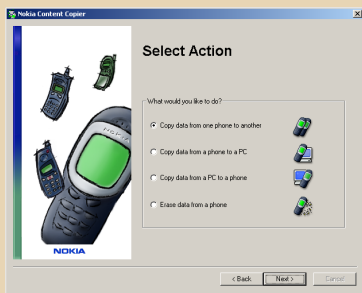 Nokia Content Copier
Select Action
What would you like to do?
Copy data from one phone to another
Copy data from a phone to a PC
Copy data from a PC to a phone
Erase data from a phone
NOKIA
NOKIA
< Back
Next >
Cancel